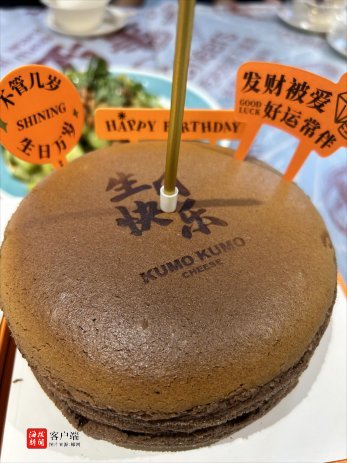 不管几岁
SHINING
生日万岁
HAPPY BIRTHDAY
发财被爱
GOOD
LUCK
好运常伴
生日
快乐
KUMO KUMO
CHEESE
客户端